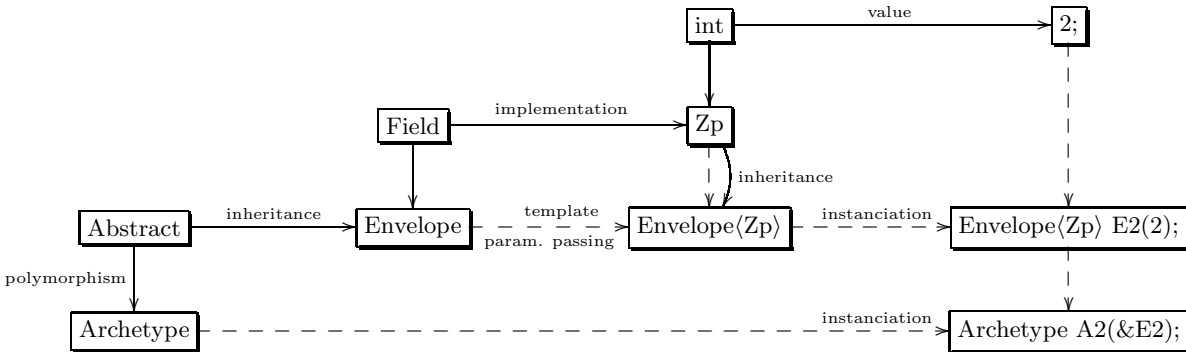 int
value
2;
Field
implementation
Zp
inheritance
Abstract
inheritance
Envelope
template
param. passing
Envelope⟨Zp⟩
instanciation
Envelope⟨Zp⟩ E2(2);
polymorphism
Archetype
instanciation
Archetype A2(&E2);